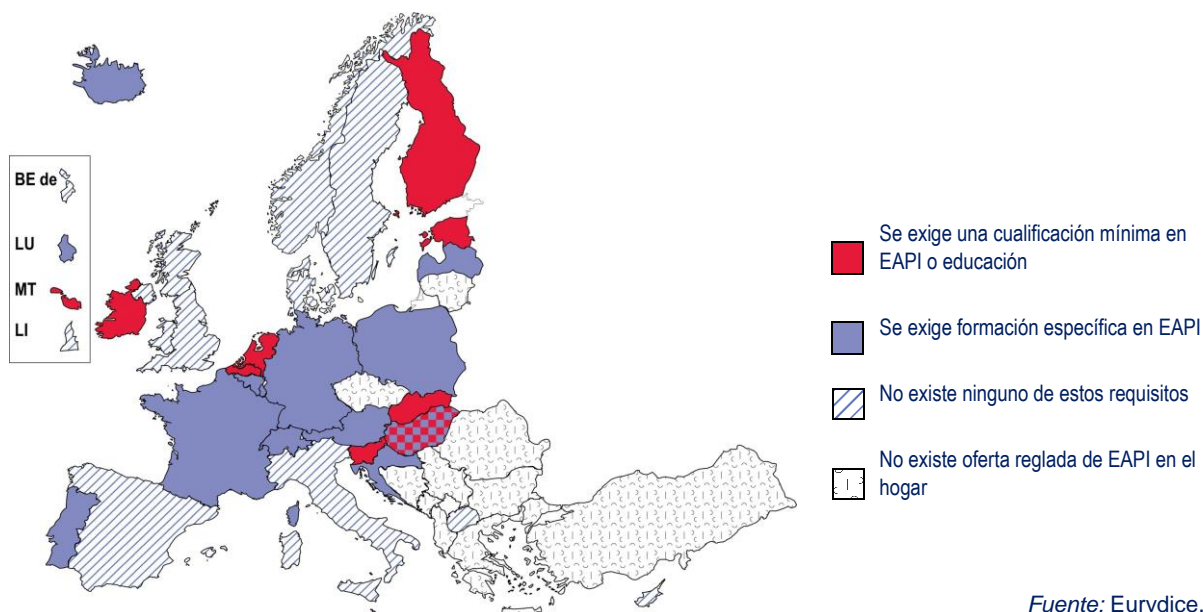 BE de
LU
MT
LI
Se exige una cualificación mínima en
EAPI o educación
Se exige formación específica en EAPI
No existe ninguno de estos requisitos
No existe oferta reglada de EAPI en el
hogar
Fuente: Eurydice.